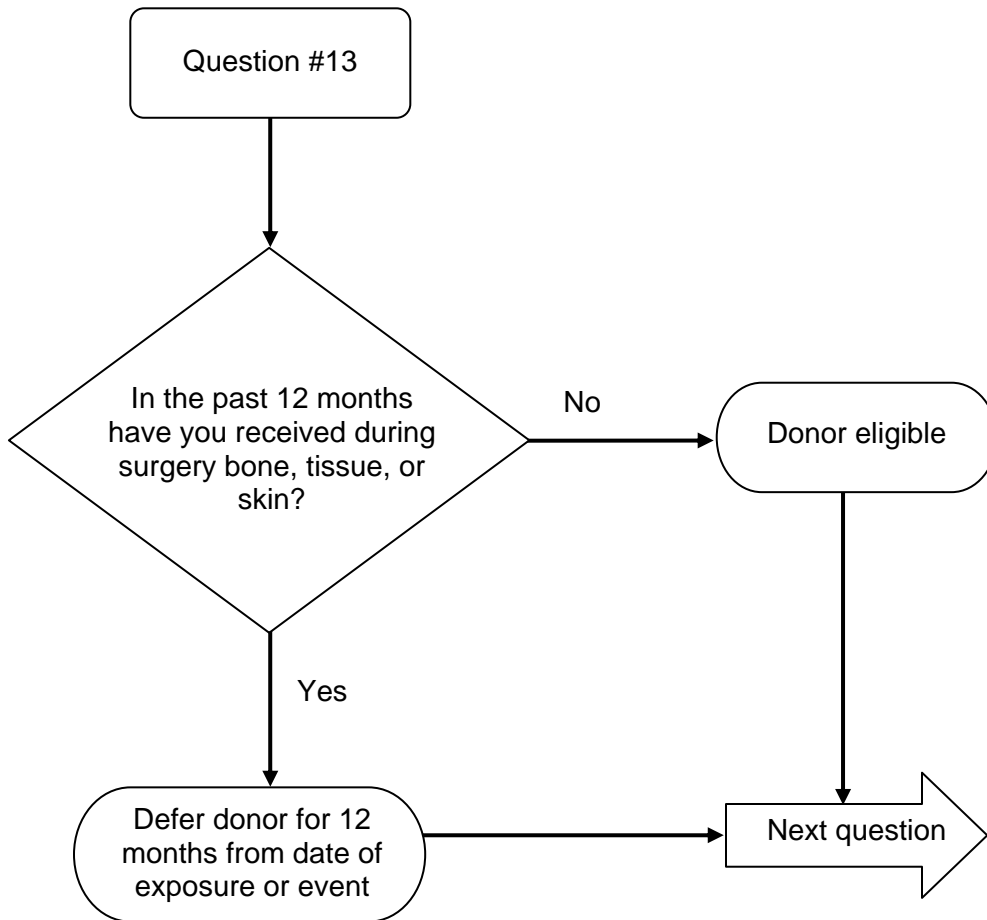 Question #13
In the past 12 months
have you received during
surgery bone, tissue, or
skin?
No
Donor eligible
Yes
Defer donor for 12
months from date of
exposure or event
Next question